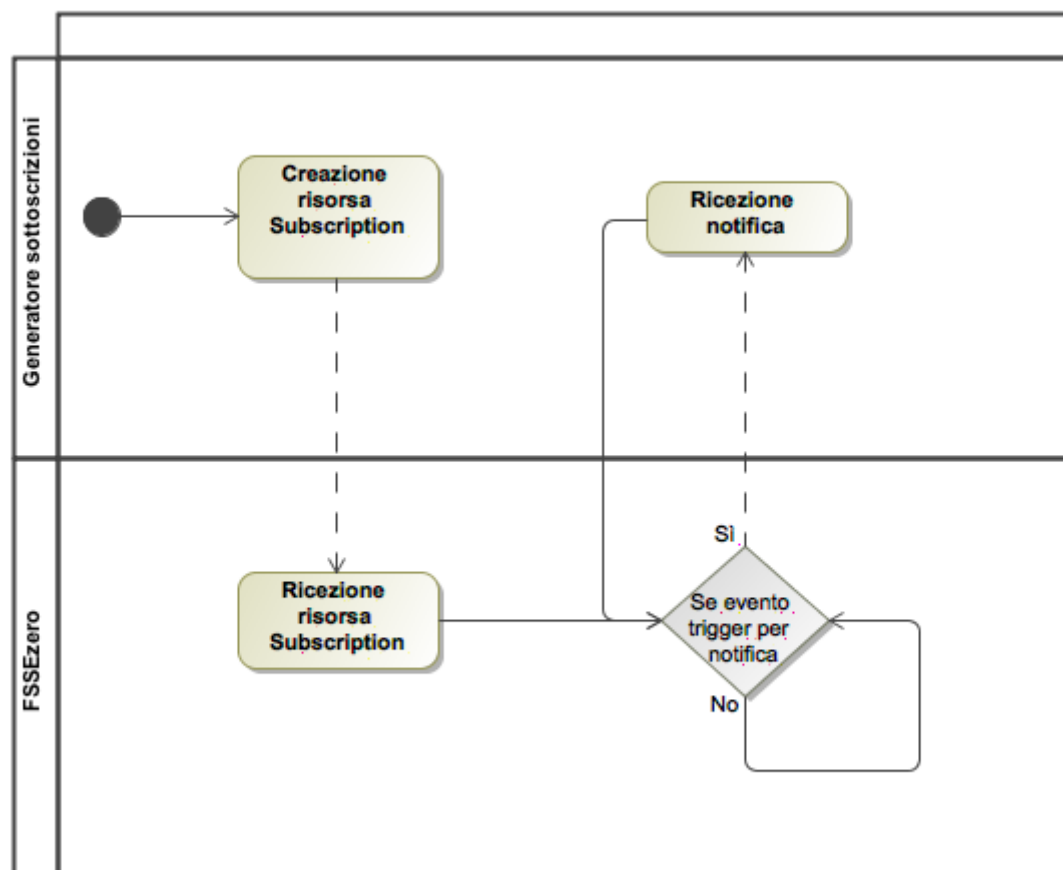 Generatore sottoscrizioni
Creazione
risorsa
Subscription
Ricezione
notifica
FSSEzero
Ricezione
risorsa
Subscription
Sì
Se evento
trigger per
notifica
No